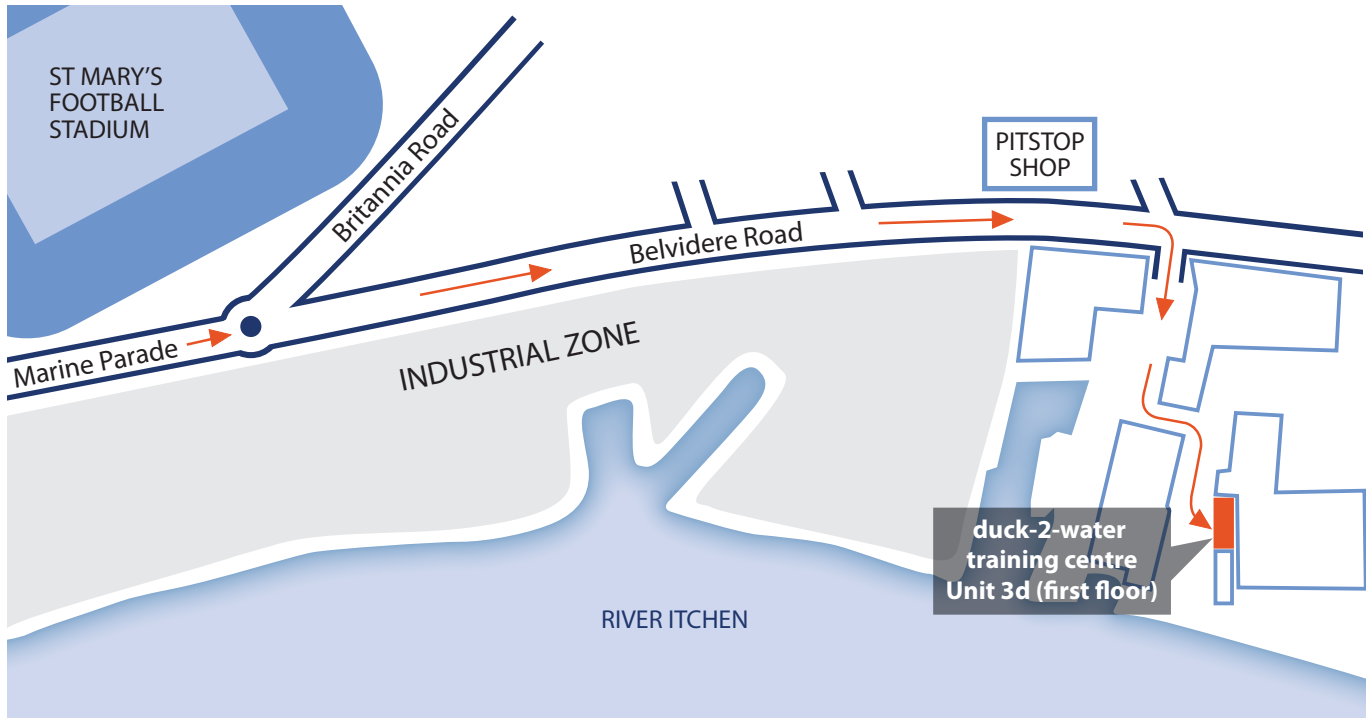 ST MARY'S
FOOTBALL
STADIUM
Britannia Road
PITSTOP
SHOP
Belvidere Road
Marine Parade
INDUSTRIAL ZONE
duck-2-water
training centre
Unit 3d (first floor)
RIVER ITCHEN